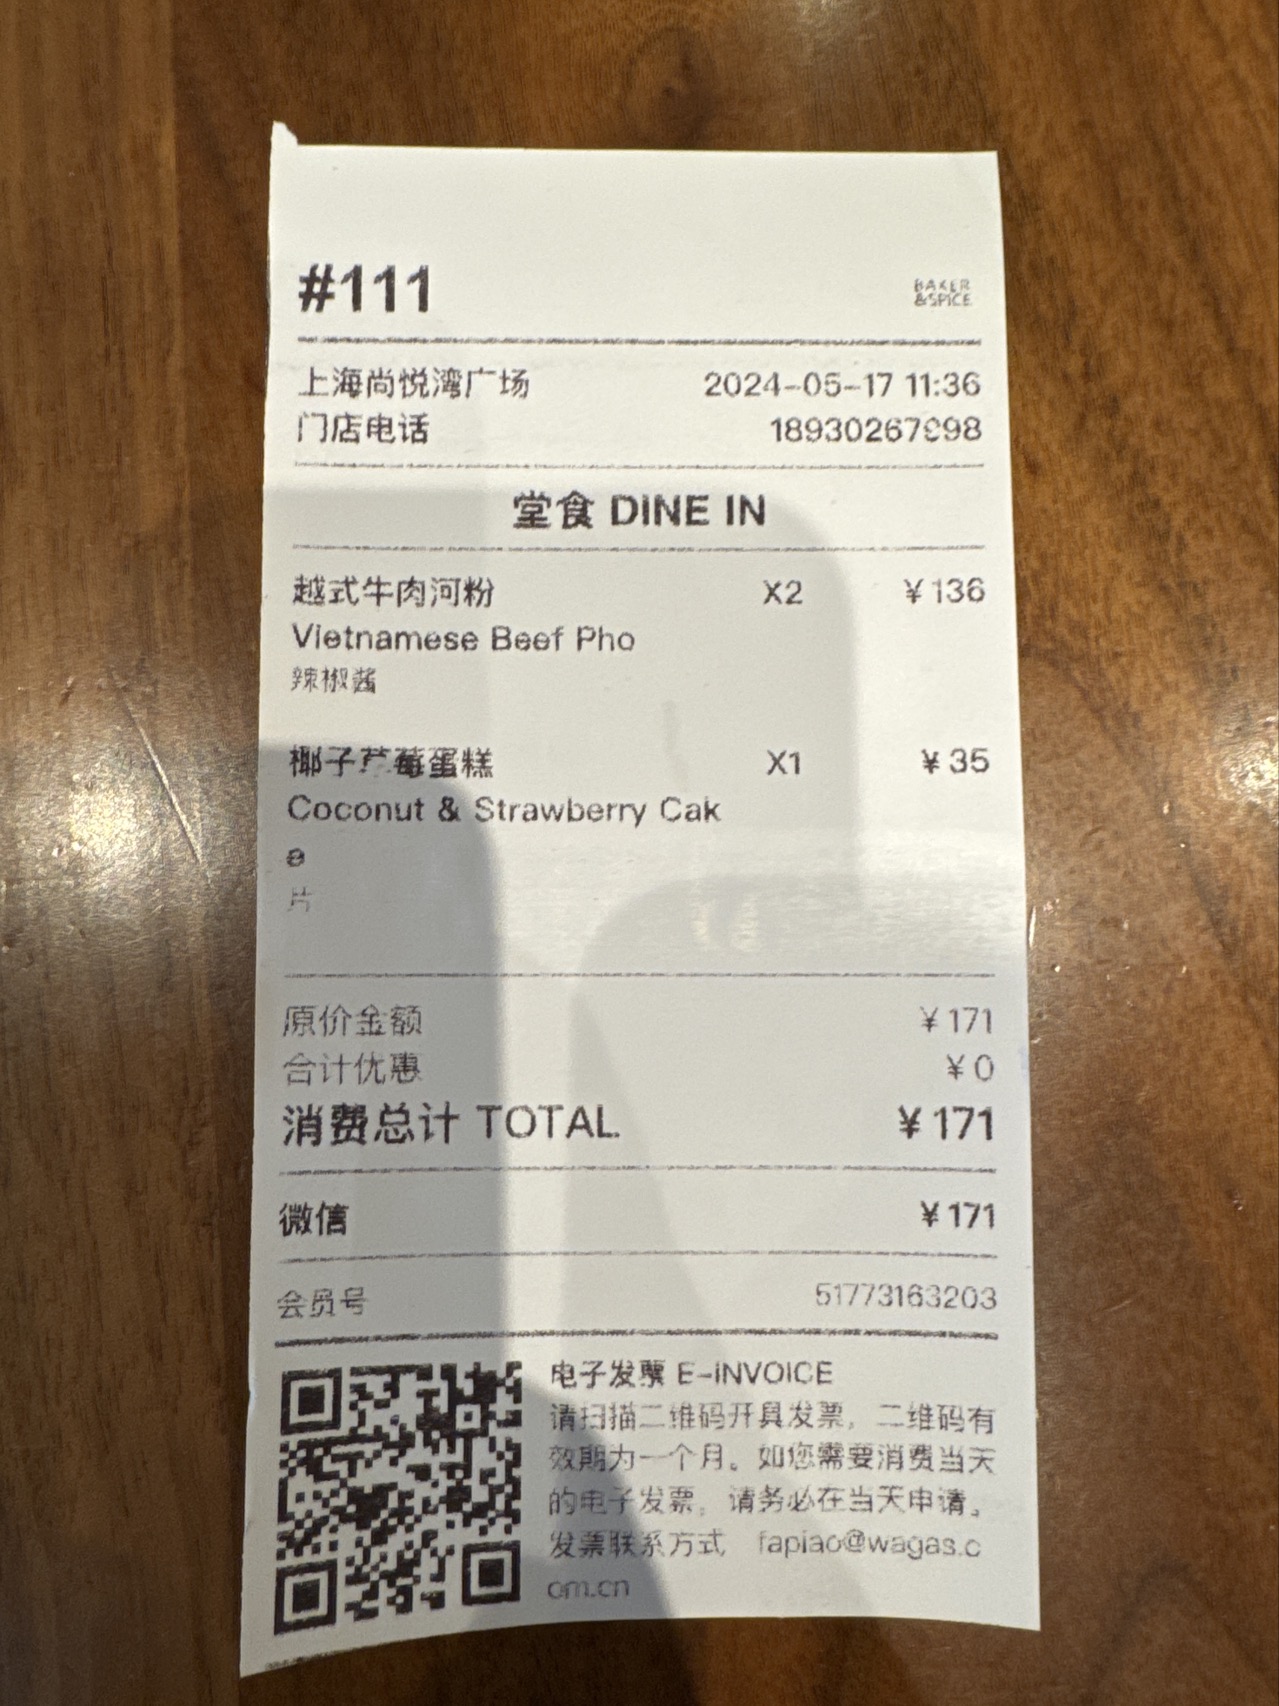 #111
BAKER
&SPICE
上海尚悦湾广场 2024-05-17 11:36
门店电话 18930267998
堂食 DINE IN
越式牛肉河粉 X2 ¥136
Vietnamese Beef Pho
辣椒酱
椰子草莓蛋糕 X1 ¥35
Coconut & Strawberry Cak
e
片
原价金额 ¥171
合计优惠 ¥0
消费总计 TOTAL ¥171
微信 ¥171
会员号 51773163203
电子发票 E-INVOICE
请扫描二维码开具发票，二维码有
效期为一个月。如您需要消费当天
的电子发票，请务必在当天申请。
发票联系方式 fapiao@wagas.c
om.cn